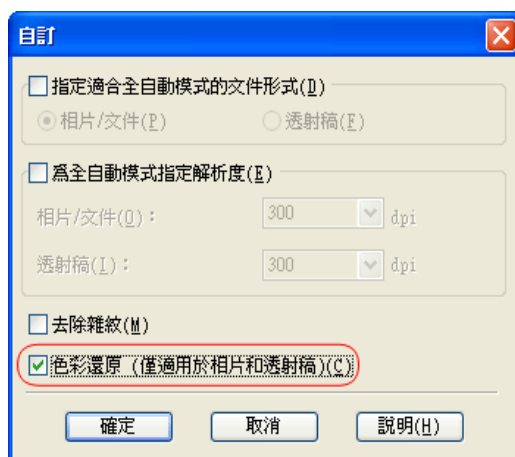 自訂
指定適合全自動模式的文件形式(D)
相片/文件(P) 透射稿(F)
爲全自動模式指定解析度(E)
相片/文件(O)： 300 dpi
透射稿(I)： 300 dpi
去除雜紋(M)
色彩還原 (僅適用於相片和透射稿)(C)
確定 取消 說明(H)